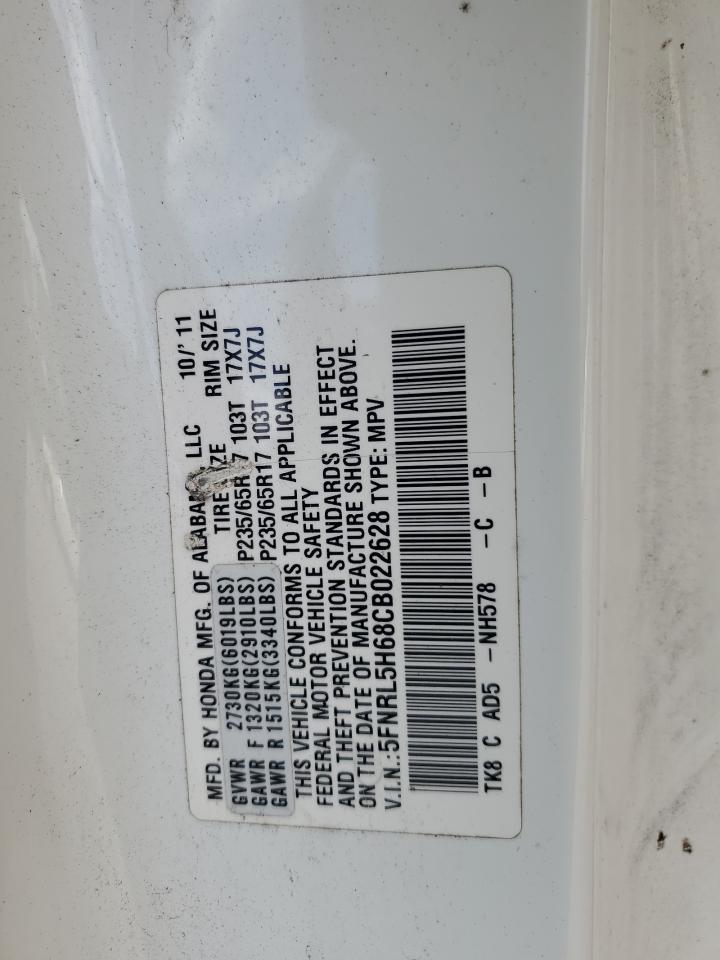 MFD. BY HONDA MFG. OF ALABAMA, LLC 10/'11
TIRE SIZE RIM SIZE
GVWR 2730KG(6019LBS)
GAWR F 1320KG(2910LBS) P235/65R17 103T 17X7J
GAWR R 1515KG(3340LBS) P235/65R17 103T 17X7J
THIS VEHICLE CONFORMS TO ALL APPLICABLE
FEDERAL MOTOR VEHICLE SAFETY
AND THEFT PREVENTION STANDARDS IN EFFECT
ON THE DATE OF MANUFACTURE SHOWN ABOVE.
V.I.N.:5FNRL5H68CB022628 TYPE: MPV
TK8 C AD5 -NH578 -C -B